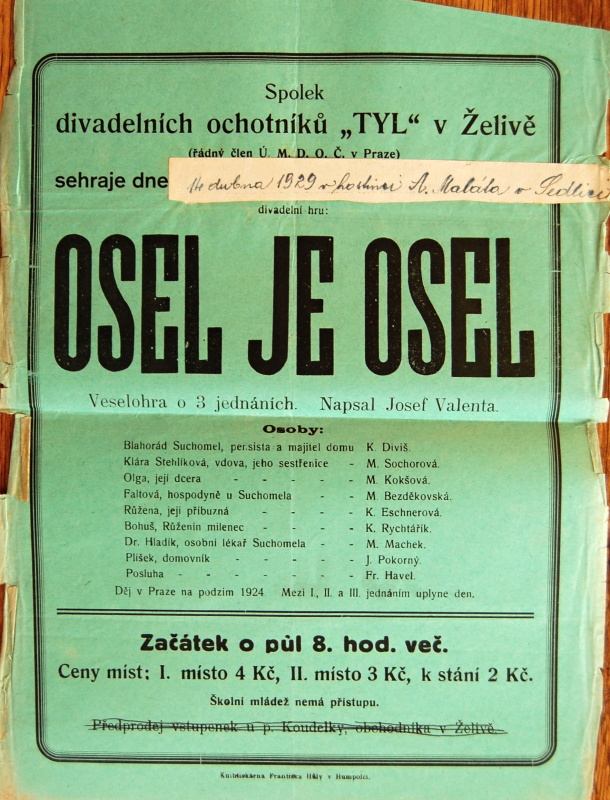 Spolek
divadelních ochotníků „TYL“ v Želivě
(řádný člen Ú. M. D. O. Č. v Praze)
sehraje dne 14 dubna 1929 v hostinci A. Maláta v Sedlici
divadelní hru:
OSEL JE OSEL
Veselohra o 3 jednáních. Napsal Josef Valenta.
Osoby:
Blahorád Suchomel, pensista a majitel domu K. Diviš.
Klára Stehlíková, vdova, jeho sestřenice - M. Sochorová.
Olga, její dcera - - - - - M. Kokšová.
Faltová, hospodyně u Suchomela - - M. Bezděkovská.
Růžena, její příbuzná - - - - K. Eschnerová.
Bohuš, Růženin milenec - - - - K. Rychtářík.
Dr. Hladík, osobní lékař Suchomela - - M. Machek.
Plíšek, domovník - - - - - J. Pokorný.
Posluha - - - - - - - Fr. Havel.
Děj v Praze na podzim 1924 Mezi I., II. a III. jednáním uplyne den.
Začátek o půl 8. hod. več.
Ceny míst: I. místo 4 Kč, II. místo 3 Kč, k stání 2 Kč.
Školní mládež nemá přístupu.
Předprodej vstupenek u p. Koudelky, obchodníka v Želivě.
Knihtiskárna Františka Hůly v Humpolci.